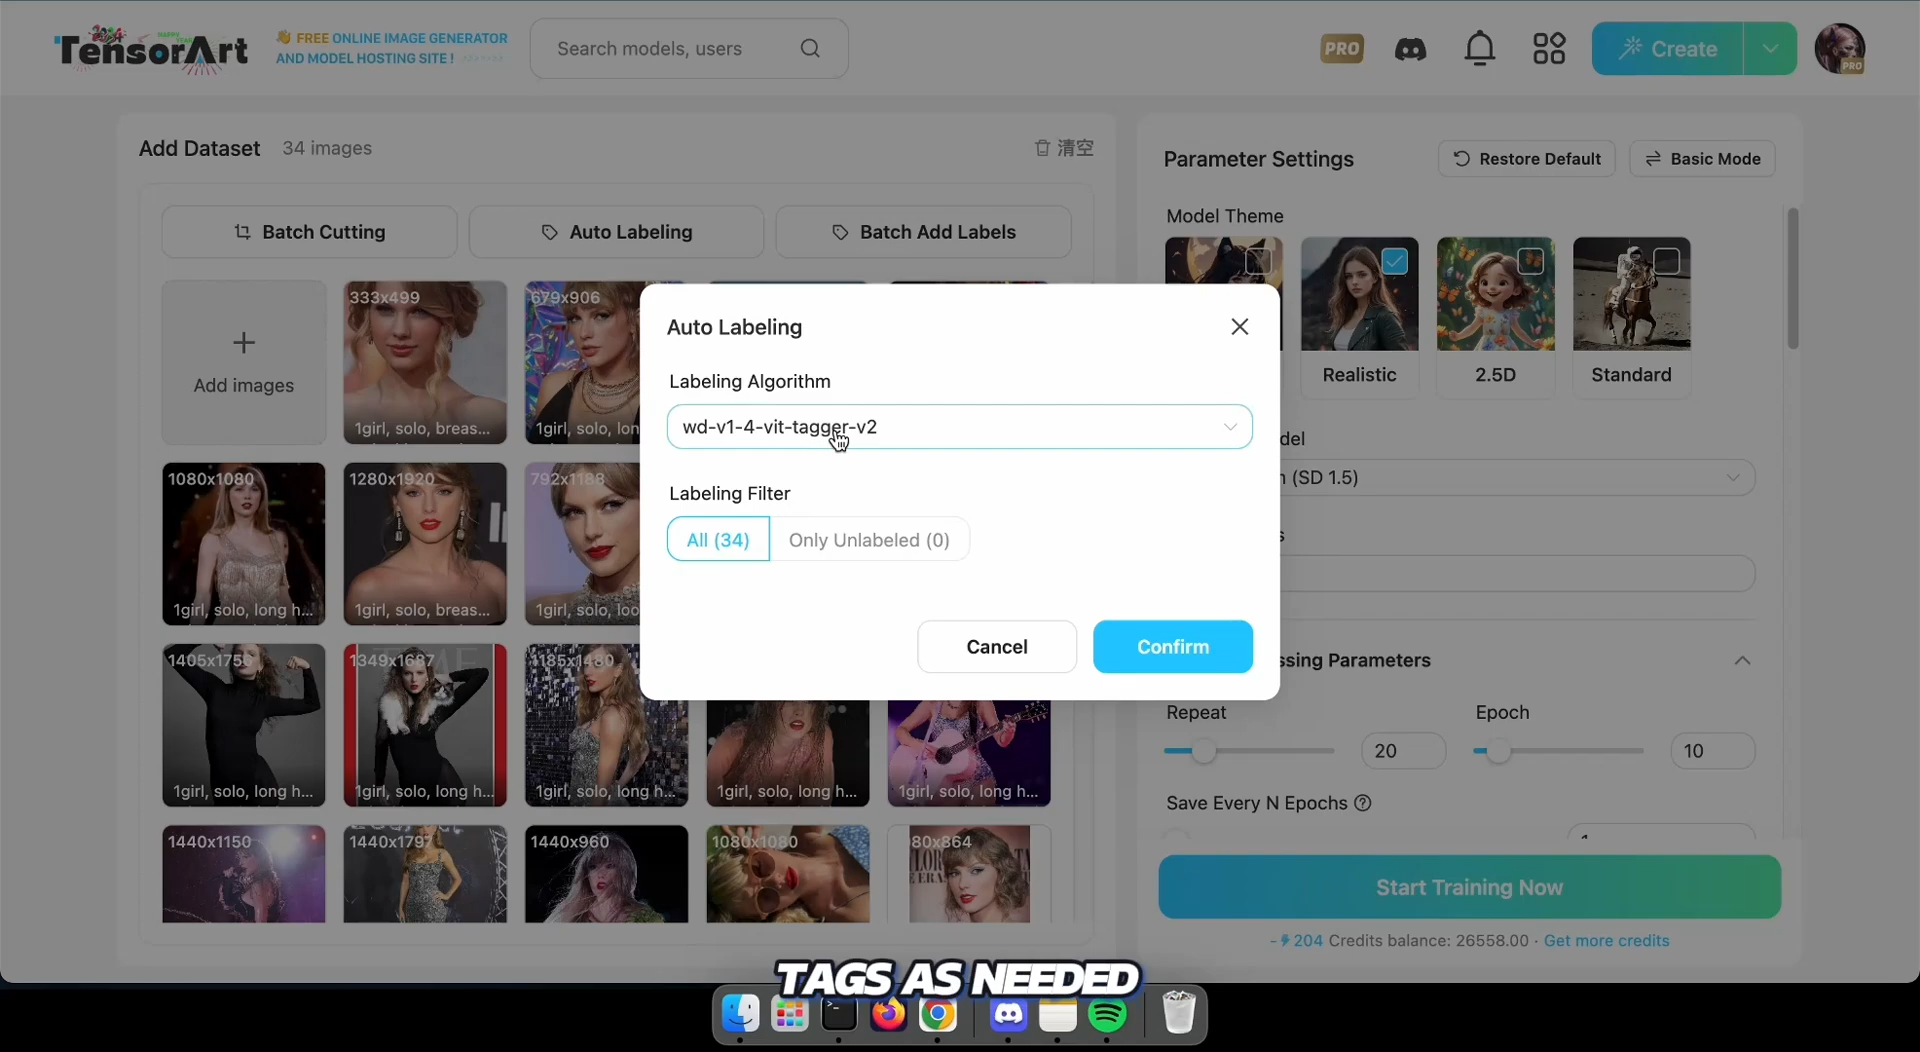 TensorArt
FREE ONLINE IMAGE GENERATOR
AND MODEL HOSTING SITE !
Search models, users
PRO
Create
PRO
Add Dataset 34 images
清空
Batch Cutting
Auto Labeling
Batch Add Labels
Add images
333x499
1girl, solo, breas...
679x906
1girl, solo, lon
1080x1080
1girl, solo, long h...
1280x1920
1girl, solo, breas...
792x1188
1girl, solo, loo
1405x1756
1girl, solo, long h...
1349x1687
1girl, solo, long h...
1185x1480
1girl, solo, long h...
1girl, solo, long h...
1girl, solo, long h...
1440x1150
1440x1797
1440x960
1080x1080
80x864
Auto Labeling
Labeling Algorithm
wd-v1-4-vit-tagger-v2
Labeling Filter
All (34)
Only Unlabeled (0)
Cancel
Confirm
Parameter Settings
Restore Default
Basic Mode
Model Theme
Realistic
2.5D
Standard
del
(SD 1.5)
s
ssing Parameters
Repeat
20
Epoch
10
Save Every N Epochs
Start Training Now
-204 Credits balance: 26558.00 · Get more credits
TAGS AS NEEDED